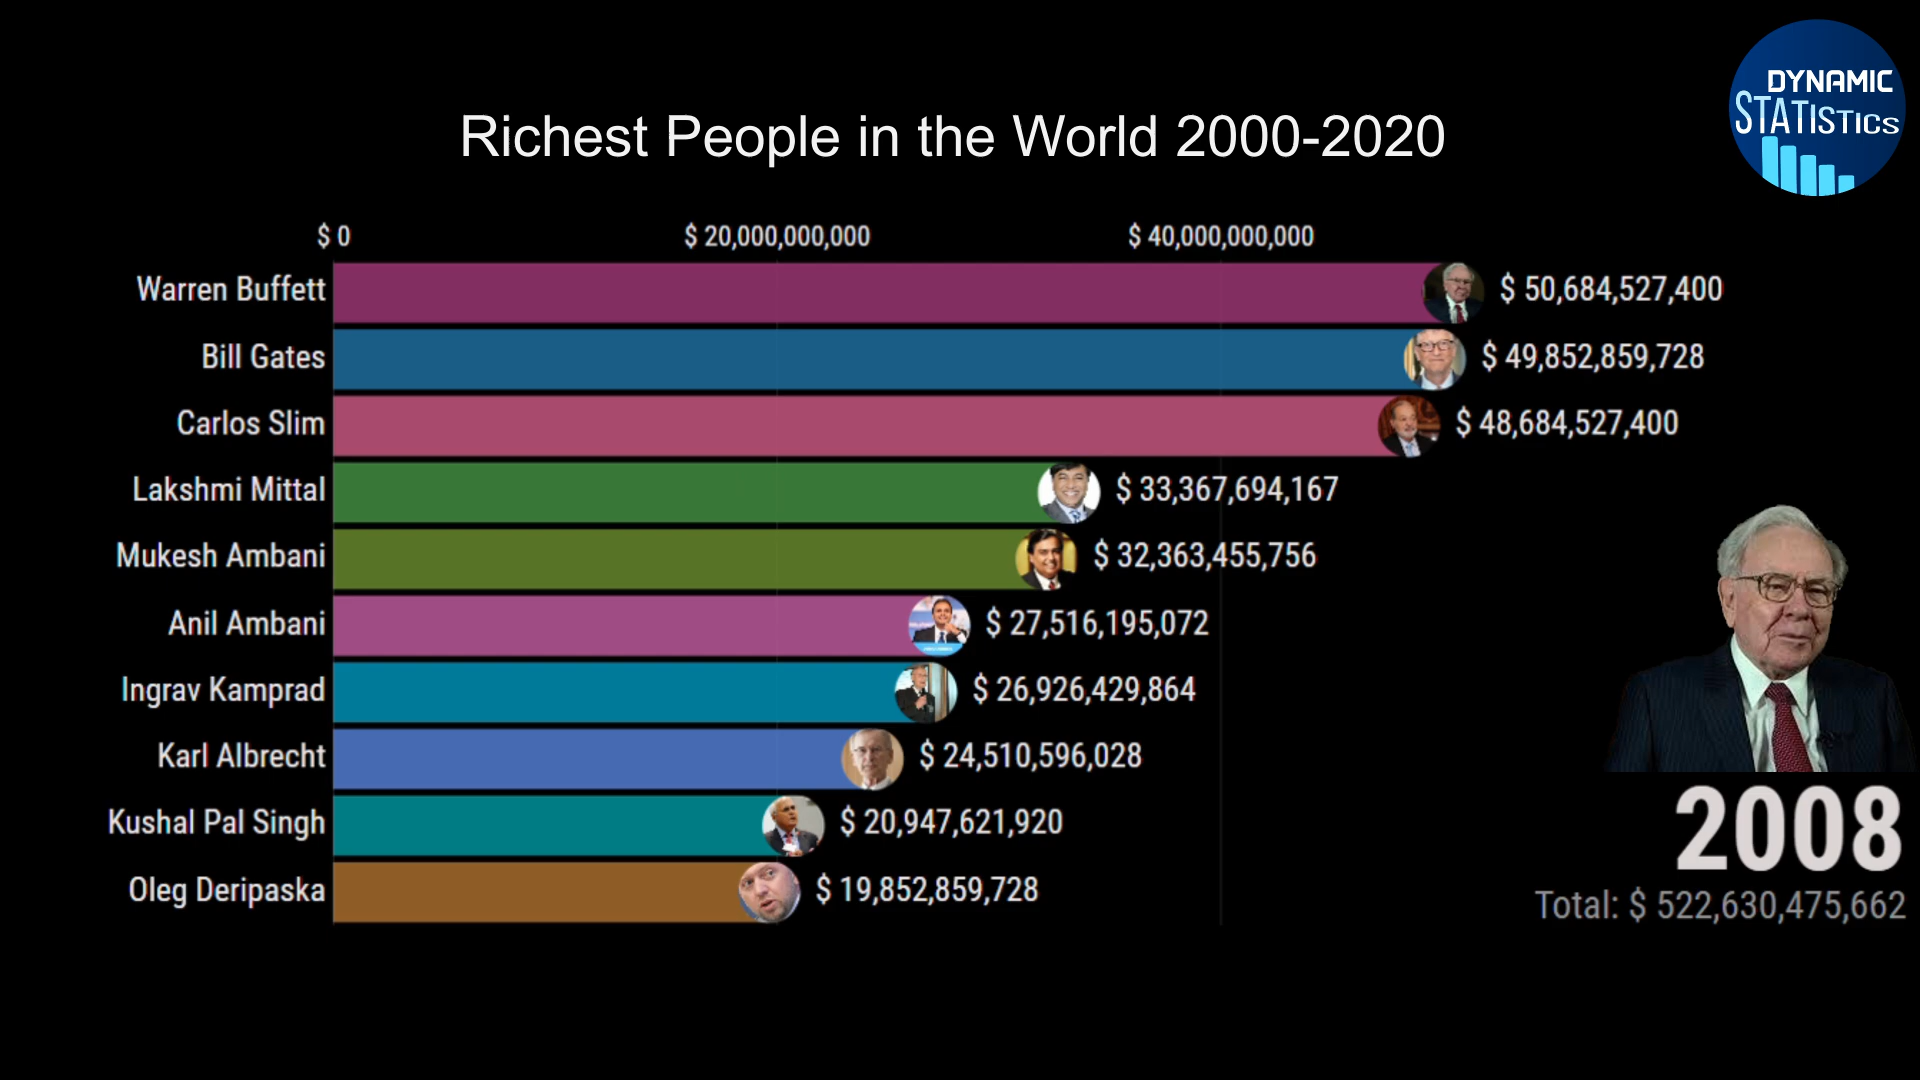 DYNAMIC
STATISTICS
Richest People in the World 2000-2020
$ 0 $ 20,000,000,000 $ 40,000,000,000
Warren Buffett $ 50,684,527,400
Bill Gates $ 49,852,859,728
Carlos Slim $ 48,684,527,400
Lakshmi Mittal $ 33,367,694,167
Mukesh Ambani $ 32,363,455,756
Anil Ambani $ 27,516,195,072
Ingrav Kamprad $ 26,926,429,864
Karl Albrecht $ 24,510,596,028
Kushal Pal Singh $ 20,947,621,920
Oleg Deripaska $ 19,852,859,728
2008
Total: $ 522,630,475,662